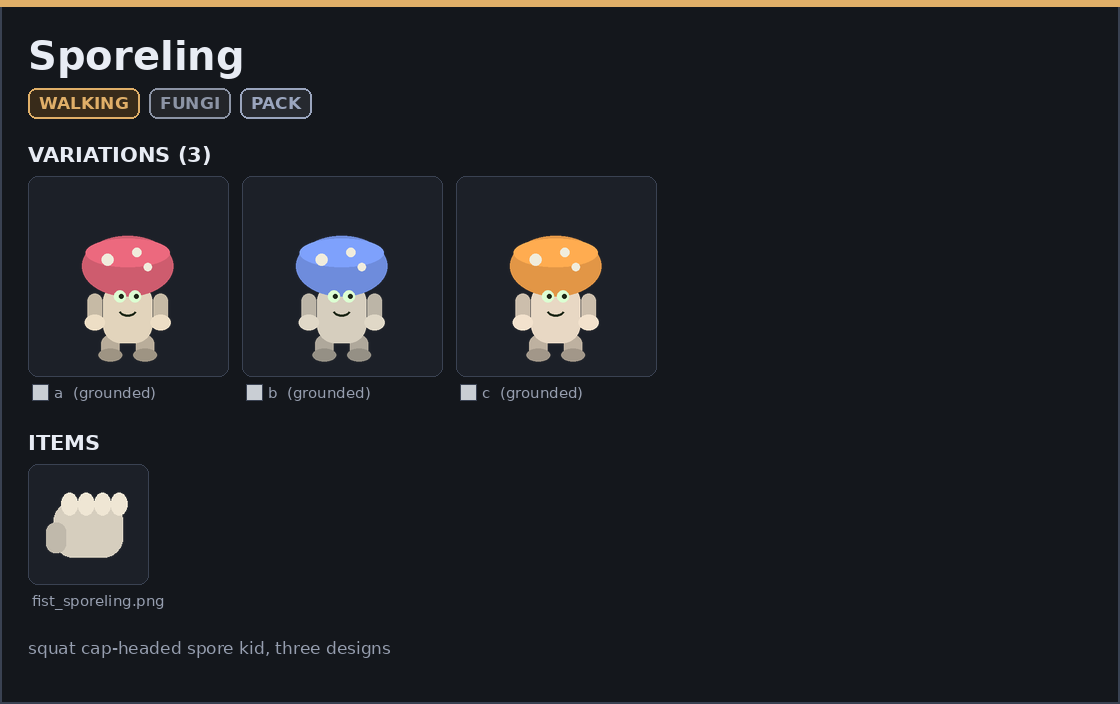 Sporeling
WALKING FUNGI PACK
VARIATIONS (3)
a (grounded) b (grounded) c (grounded)
ITEMS
fist_sporeling.png
squat cap-headed spore kid, three designs